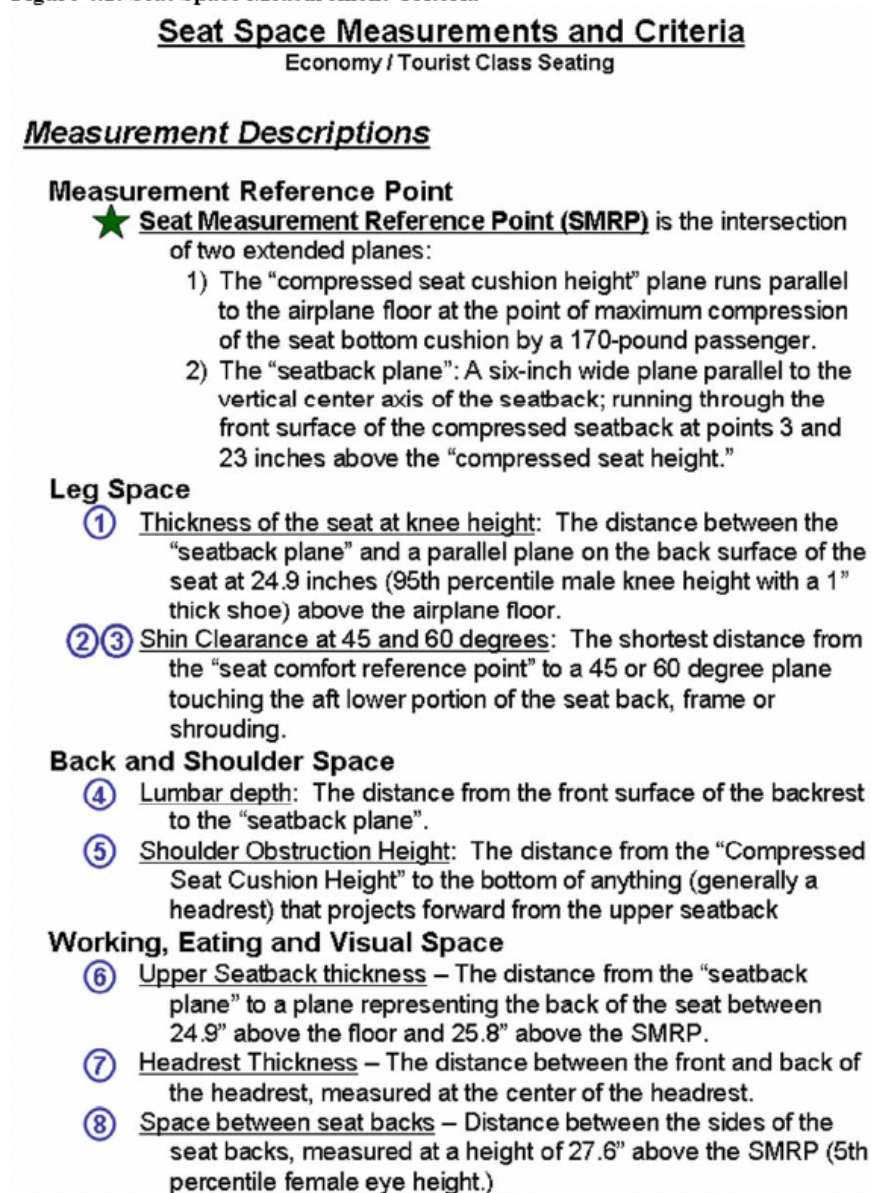 Seat Space Measurements and Criteria
Economy / Tourist Class Seating
Measurement Descriptions
Measurement Reference Point
Seat Measurement Reference Point (SMRP) is the intersection
of two extended planes:
1) The “compressed seat cushion height” plane runs parallel
to the airplane floor at the point of maximum compression
of the seat bottom cushion by a 170-pound passenger.
2) The “seatback plane”: A six-inch wide plane parallel to the
vertical center axis of the seatback; running through the
front surface of the compressed seatback at points 3 and
23 inches above the “compressed seat height.”
Leg Space
1 Thickness of the seat at knee height: The distance between the
“seatback plane” and a parallel plane on the back surface of the
seat at 24.9 inches (95th percentile male knee height with a 1”
thick shoe) above the airplane floor.
2 3 Shin Clearance at 45 and 60 degrees: The shortest distance from
the “seat comfort reference point” to a 45 or 60 degree plane
touching the aft lower portion of the seat back, frame or
shrouding.
Back and Shoulder Space
4 Lumbar depth: The distance from the front surface of the backrest
to the “seatback plane”.
5 Shoulder Obstruction Height: The distance from the “Compressed
Seat Cushion Height” to the bottom of anything (generally a
headrest) that projects forward from the upper seatback
Working, Eating and Visual Space
6 Upper Seatback thickness – The distance from the “seatback
plane” to a plane representing the back of the seat between
24.9” above the floor and 25.8” above the SMRP.
7 Headrest Thickness – The distance between the front and back of
the headrest, measured at the center of the headrest.
8 Space between seat backs – Distance between the sides of the
seat backs, measured at a height of 27.6” above the SMRP (5th
percentile female eye height.)